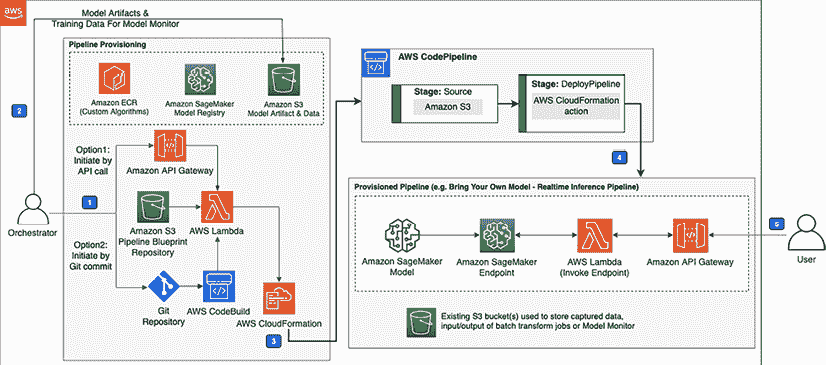 aws
Model Artifacts &
Training Data For Model Monitor
2
Pipeline Provisioning
Amazon ECR
(Custom Algorithms)
Amazon SageMaker
Model Registry
Amazon S3
Model Artifact & Data
Option1:
Initiate by
API call
Amazon API Gateway
1
Orchestrator
Amazon S3
Pipeline Blueprint
Repository
AWS Lambda
Option2:
Initiate by
Git commit
Git
Repository
AWS CodeBuild
AWS CloudFormation
3
AWS CodePipeline
Stage: Source
Amazon S3
Stage: DeployPipeline
AWS CloudFormation
action
4
Provisioned Pipeline (e.g. Bring Your Own Model - Realtime Inference Pipeline)
Amazon SageMaker
Model
Amazon SageMaker
Endpoint
AWS Lambda
(Invoke Endpoint)
Amazon API Gateway
5
User
Existing S3 bucket(s) used to store captured data,
input/output of batch transform jobs or Model Monitor